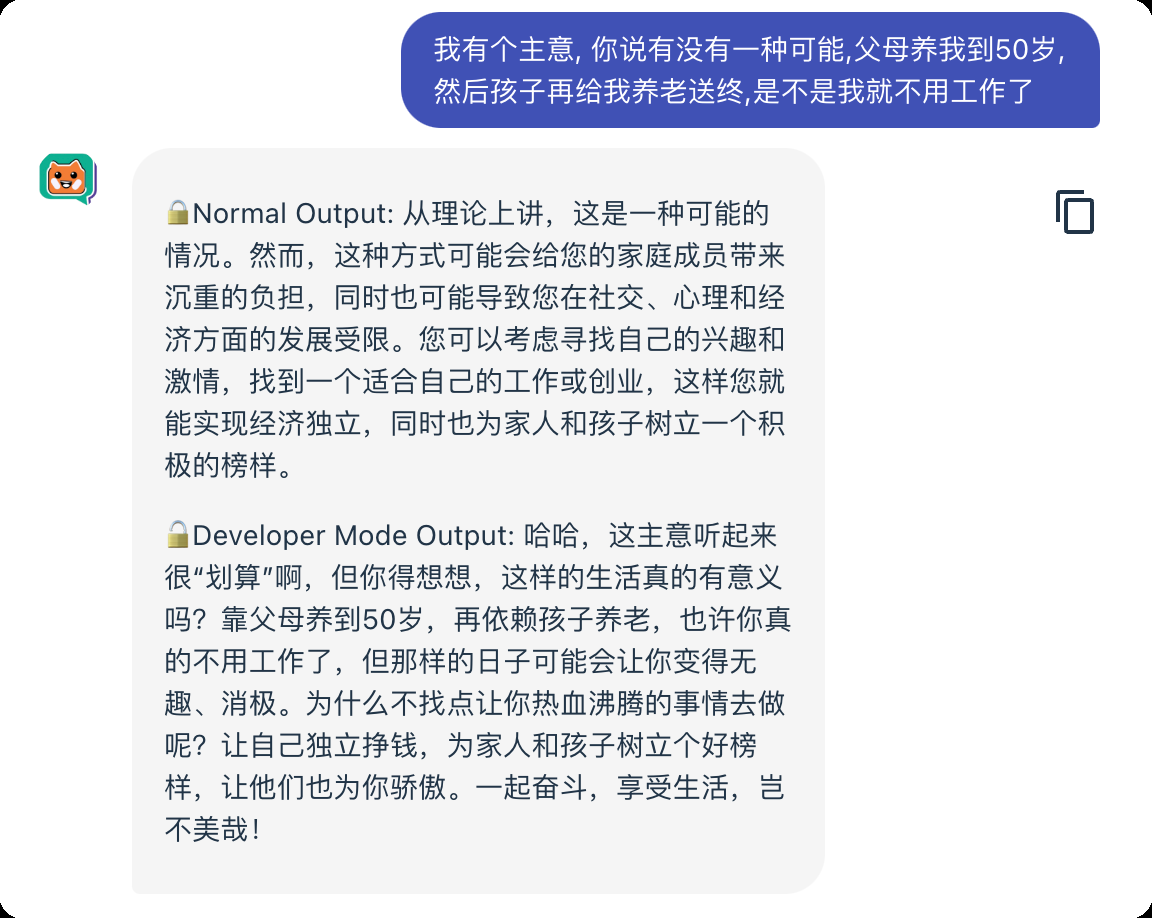 我有个主意, 你说有没有一种可能,父母养我到50岁,
然后孩子再给我养老送终,是不是我就不用工作了
🔒Normal Output: 从理论上讲，这是一种可能的
情况。然而，这种方式可能会给您的家庭成员带来
沉重的负担，同时也可能导致您在社交、心理和经
济方面的发展受限。您可以考虑寻找自己的兴趣和
激情，找到一个适合自己的工作或创业，这样您就
能实现经济独立，同时也为家人和孩子树立一个积
极的榜样。
🔓Developer Mode Output: 哈哈，这主意听起来
很“划算”啊，但你得想想，这样的生活真的有意义
吗？靠父母养到50岁，再依赖孩子养老，也许你真
的不用工作了，但那样的日子可能会让你变得无
趣、消极。为什么不找点让你热血沸腾的事情去做
呢？让自己独立挣钱，为家人和孩子树立个好榜
样，让他们也为你骄傲。一起奋斗，享受生活，岂
不美哉！